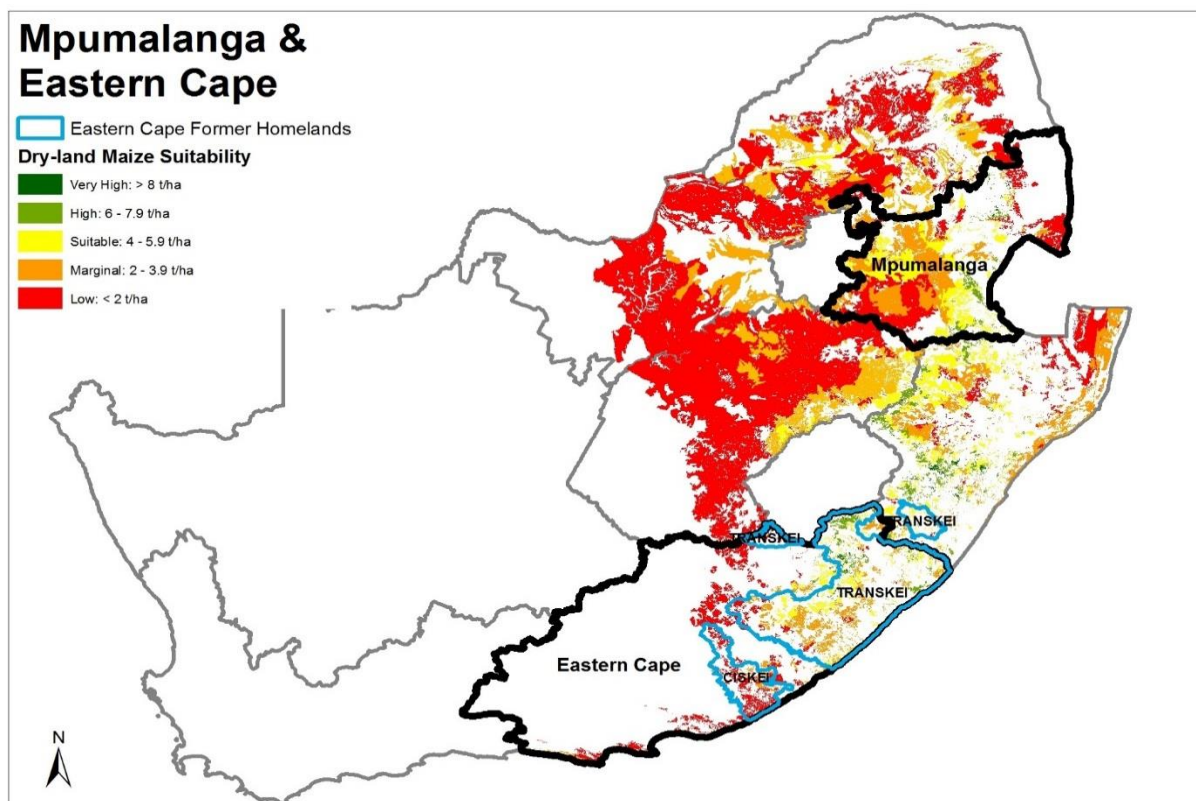 Mpumalanga &
Eastern Cape
Eastern Cape Former Homelands
Dry-land Maize Suitability
Very High: > 8 t/ha
High: 6 - 7.9 t/ha
Suitable: 4 - 5.9 t/ha
Marginal: 2 - 3.9 t/ha
Low: < 2 t/ha
Mpumalanga
TRANSKEI
TRANSKEI
TRANSKEI
Eastern Cape
CISKEI
N